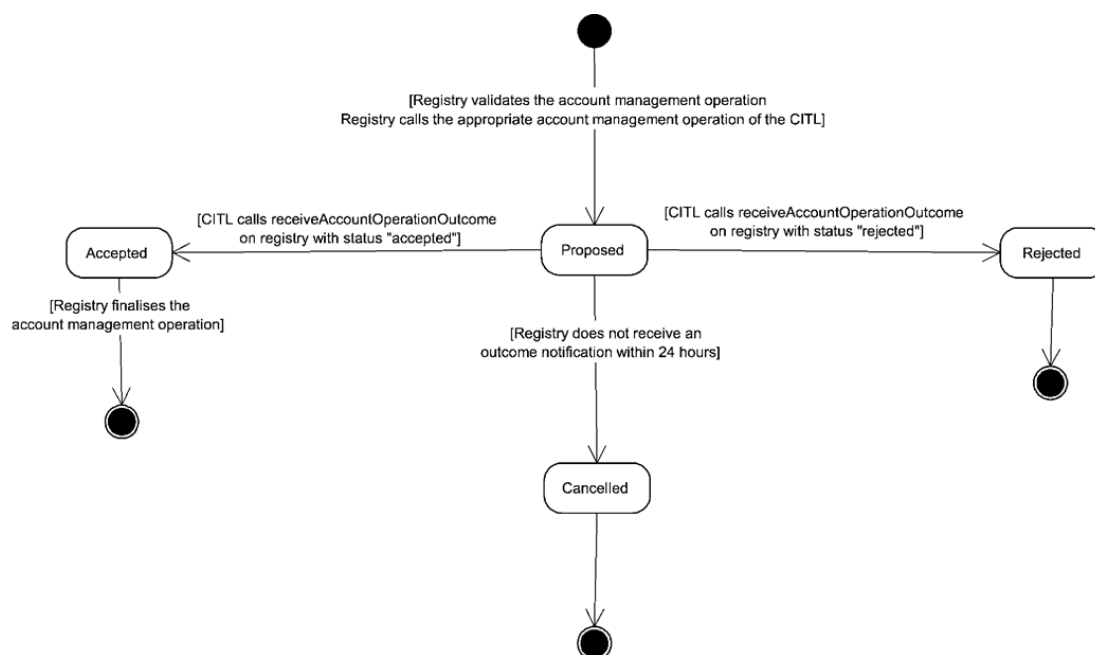 [Registry validates the account management operation
Registry calls the appropriate account management operation of the CITL]
[CITL calls receiveAccountOperationOutcome
on registry with status "accepted"]
[CITL calls receiveAccountOperationOutcome
on registry with status "rejected"]
Accepted
Proposed
Rejected
[Registry finalises the
account management operation]
[Registry does not receive an
outcome notification within 24 hours]
Cancelled